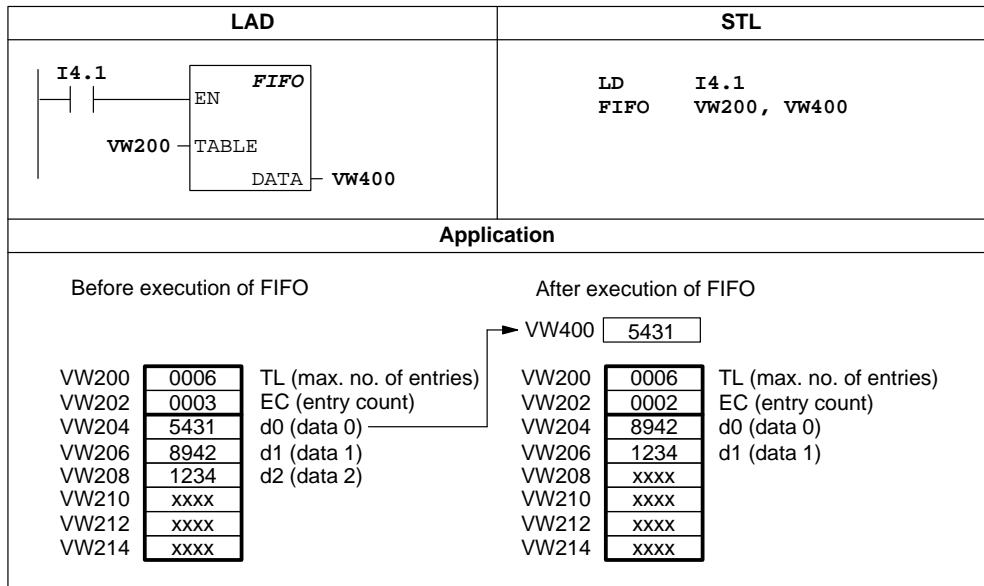 LAD STL
I4.1
FIFO
EN
VW200 TABLE
DATA VW400
LD I4.1
FIFO VW200, VW400
Application
Before execution of FIFO
VW200 0006 TL (max. no. of entries)
VW202 0003 EC (entry count)
VW204 5431 d0 (data 0)
VW206 8942 d1 (data 1)
VW208 1234 d2 (data 2)
VW210 xxxx
VW212 xxxx
VW214 xxxx
After execution of FIFO
VW400 5431
VW200 0006 TL (max. no. of entries)
VW202 0002 EC (entry count)
VW204 8942 d0 (data 0)
VW206 1234 d1 (data 1)
VW208 xxxx
VW210 xxxx
VW212 xxxx
VW214 xxxx